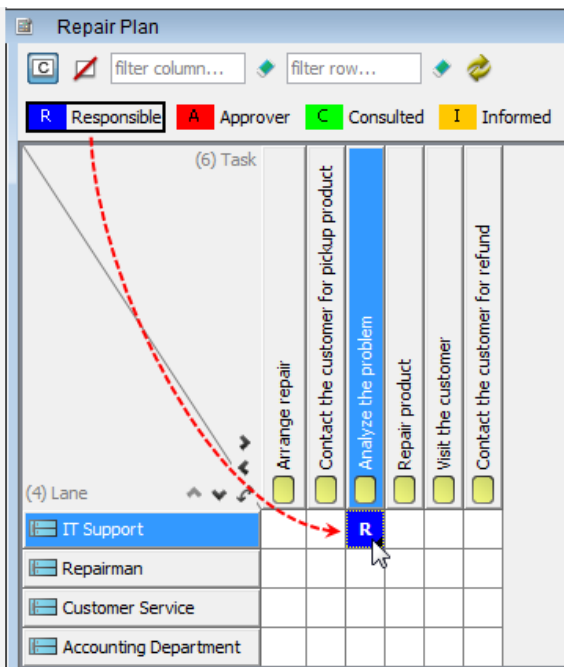 Repair Plan
C filter column... filter row...
R Responsible A Approver C Consulted I Informed
(6) Task
Arrange repair
Contact the customer for pickup product
Analyze the problem
Repair product
Visit the customer
Contact the customer for refund
(4) Lane
IT Support R
Repairman
Customer Service
Accounting Department